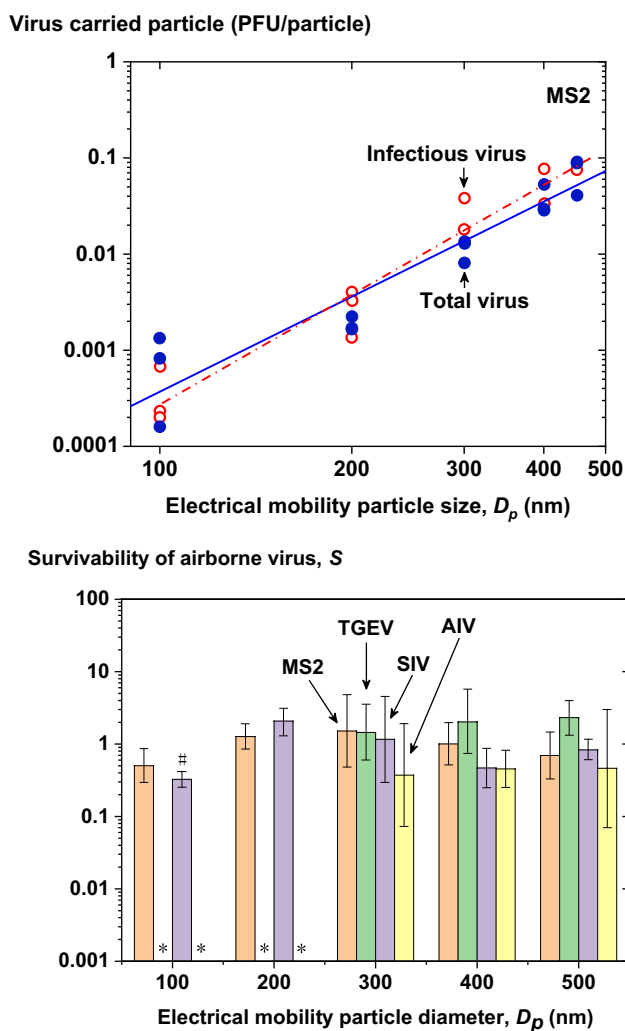 Virus carried particle (PFU/particle)
1
MS2
0.1
Infectious virus
0.01
Total virus
0.001
0.0001
100 200 300 400 500
Electrical mobility particle size, Dp (nm)
Survivability of airborne virus, S
100
TGEV AIV
10
MS2 SIV
#
1
0.1
0.01
0.001 * * * *
100 200 300 400 500
Electrical mobility particle diameter, Dp (nm)